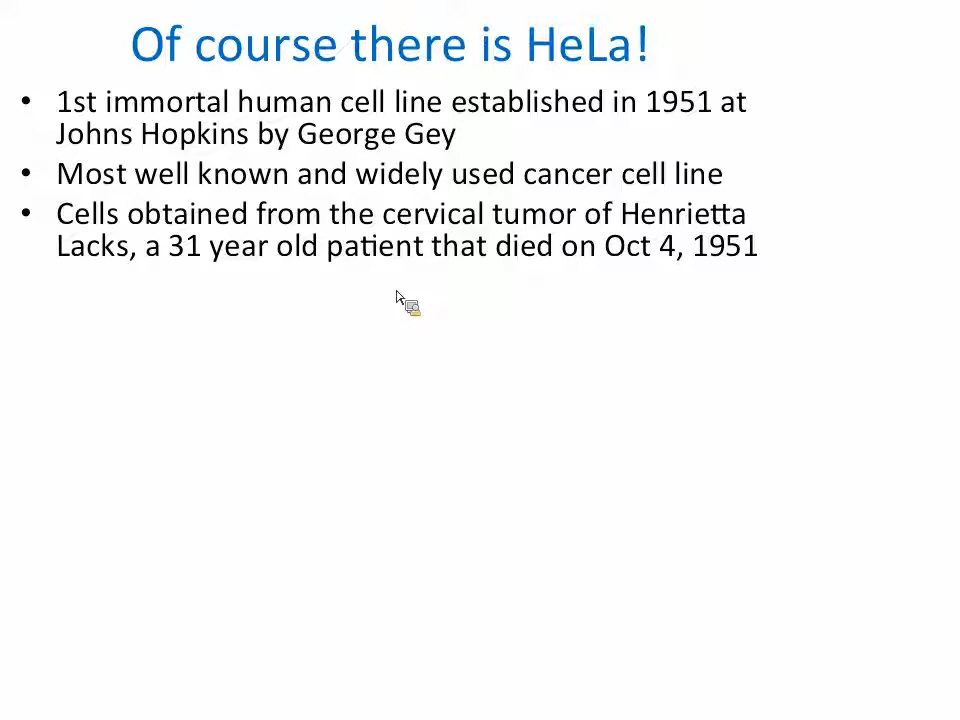 Of course there is HeLa!
• 1st immortal human cell line established in 1951 at
Johns Hopkins by George Gey
• Most well known and widely used cancer cell line
• Cells obtained from the cervical tumor of Henrietta
Lacks, a 31 year old patient that died on Oct 4, 1951